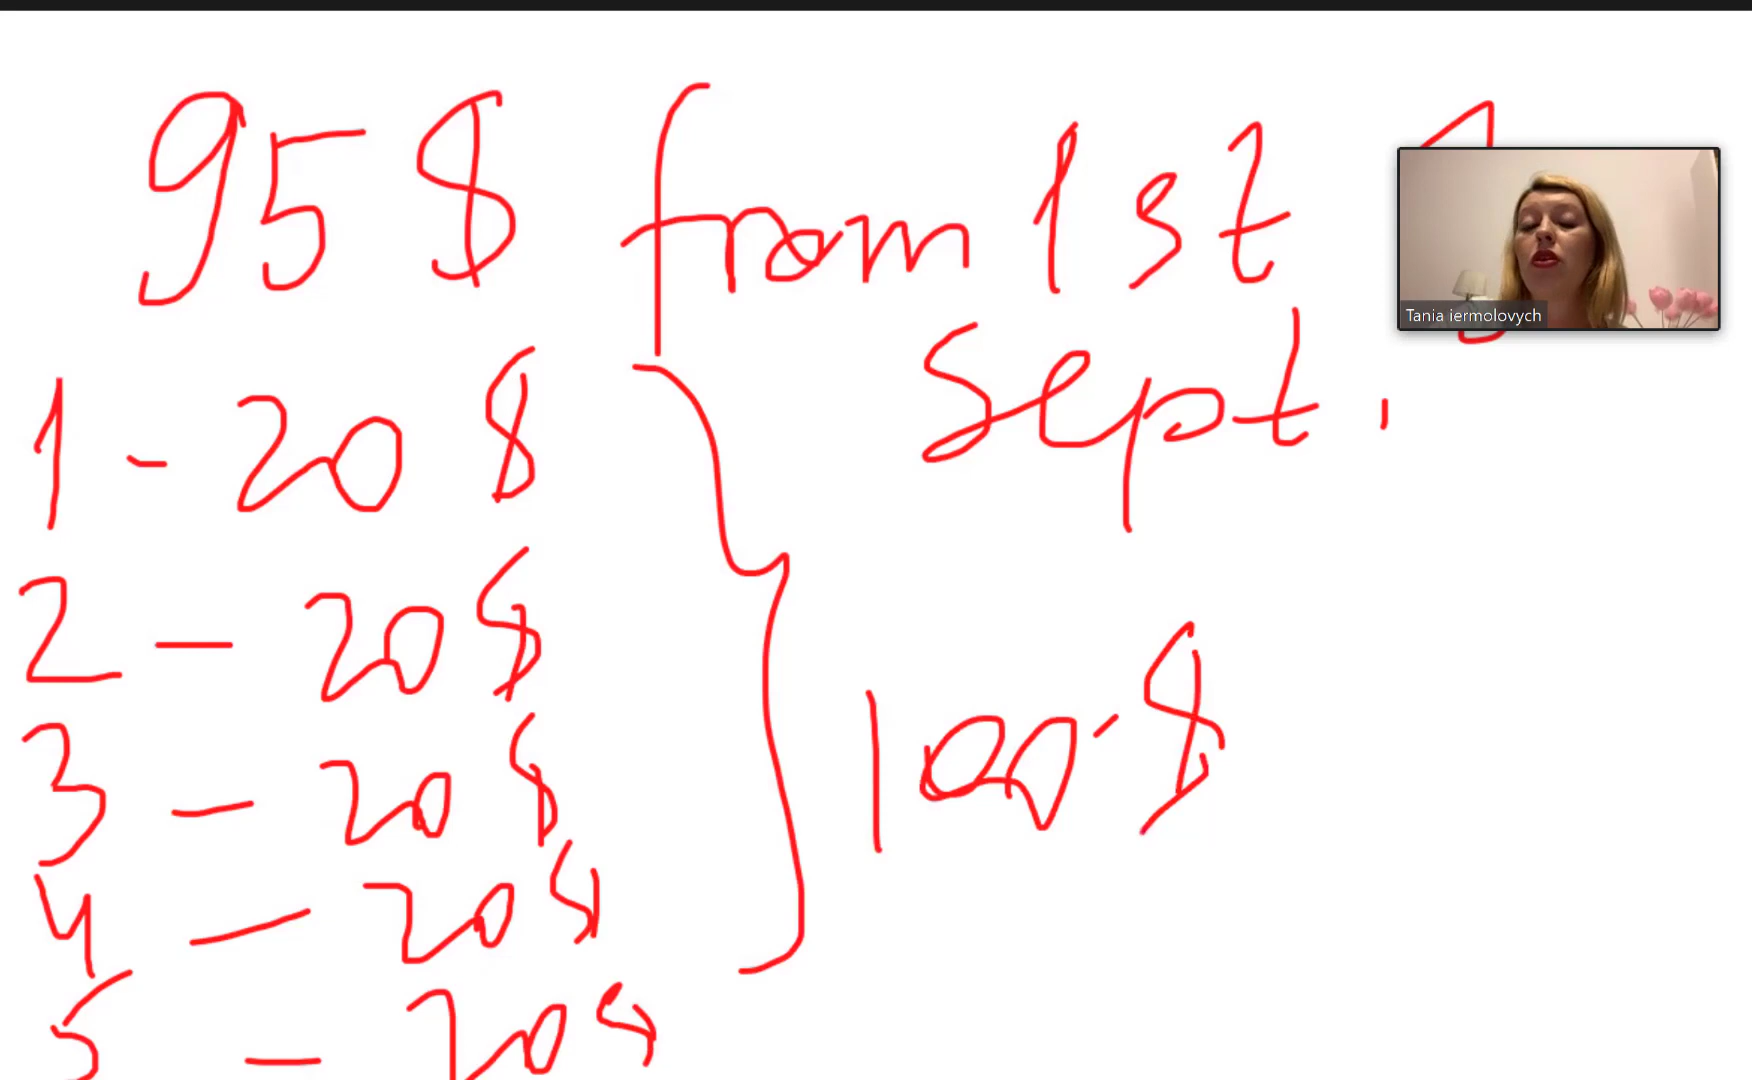 95 $ from 1st
sept.
1 - 20 $
2 - 20 $
3 - 20 $
4 - 20 $
5 - 20 $
100 $
Tania iermolovych